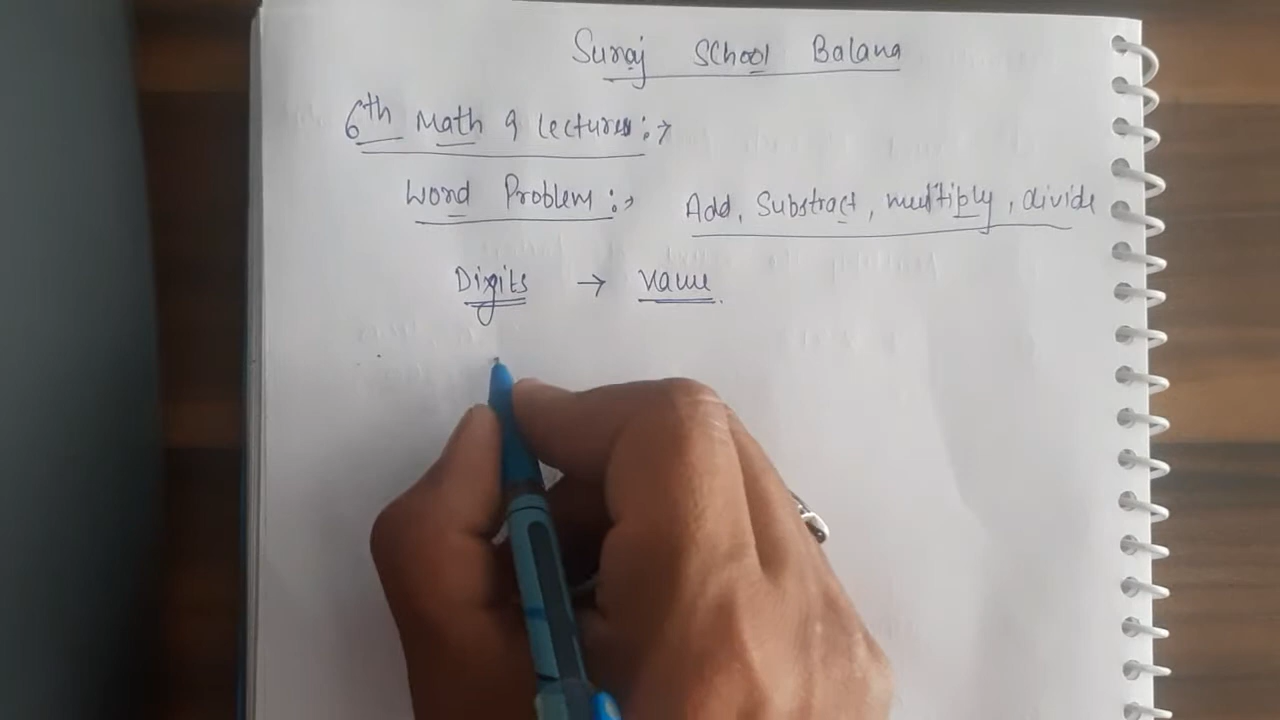 Suraj School Balana
6th Math 9 lectures :→
Word Problem :→ Add, Substract, multiply, divide
Digits → Value.